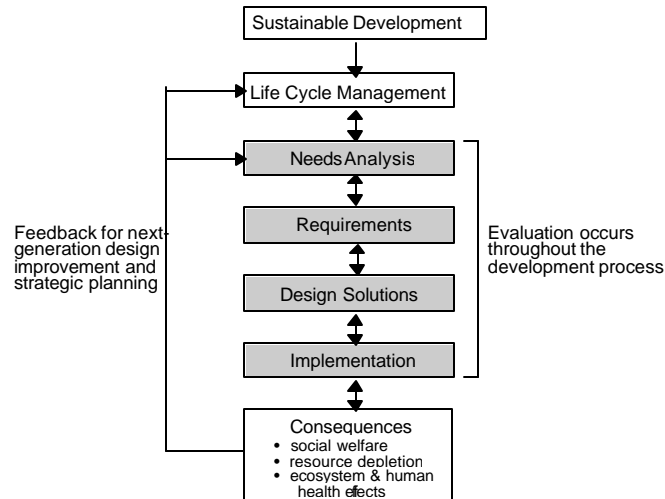 Sustainable Development
Life Cycle Management
Needs Analysis
Requirements
Design Solutions
Implementation
Consequences
• social welfare
• resource depletion
• ecosystem & human
health effects
Feedback for next-
generation design
improvement and
strategic planning
Evaluation occurs
throughout the
development process